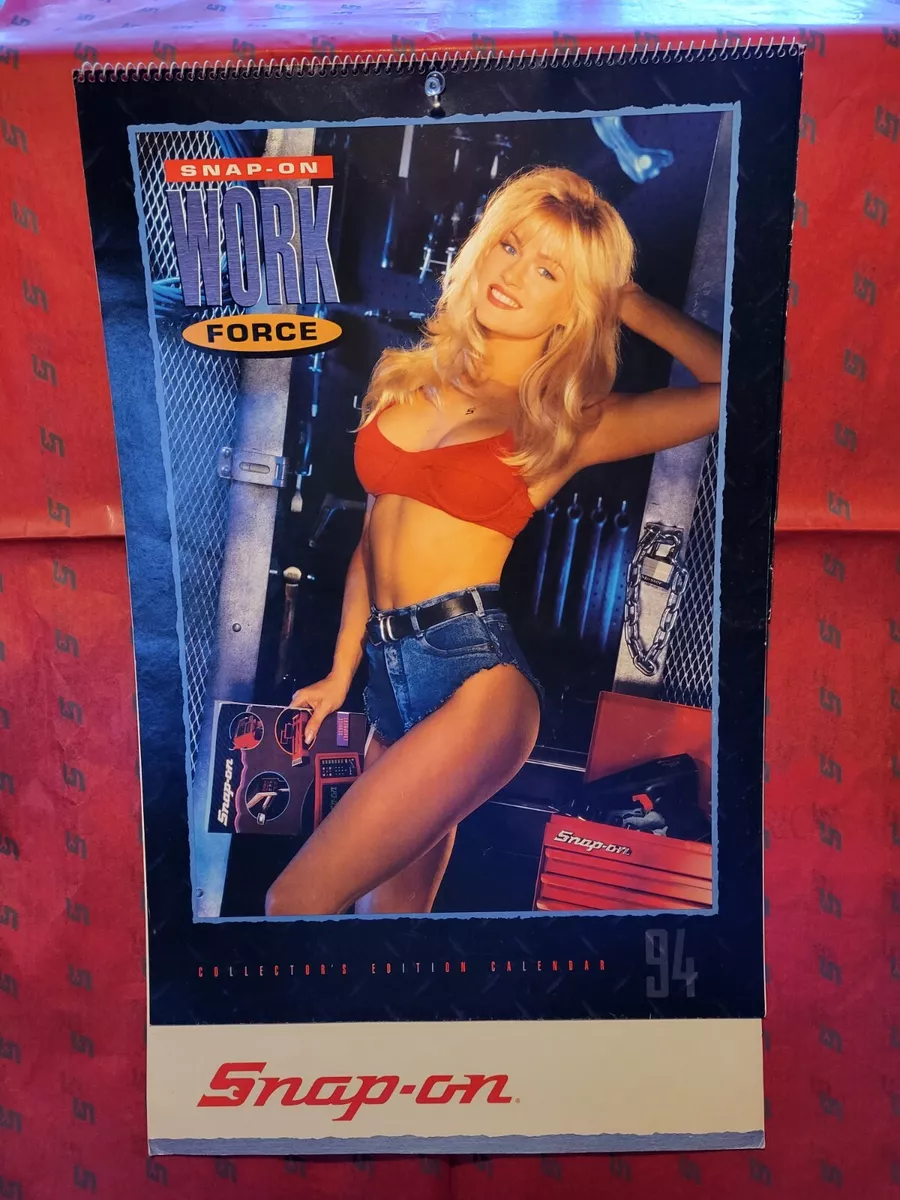 SNAP-ON
WORK
FORCE
Snap-on
Snap-on
COLLECTOR'S EDITION CALENDAR
94
Snap-on®